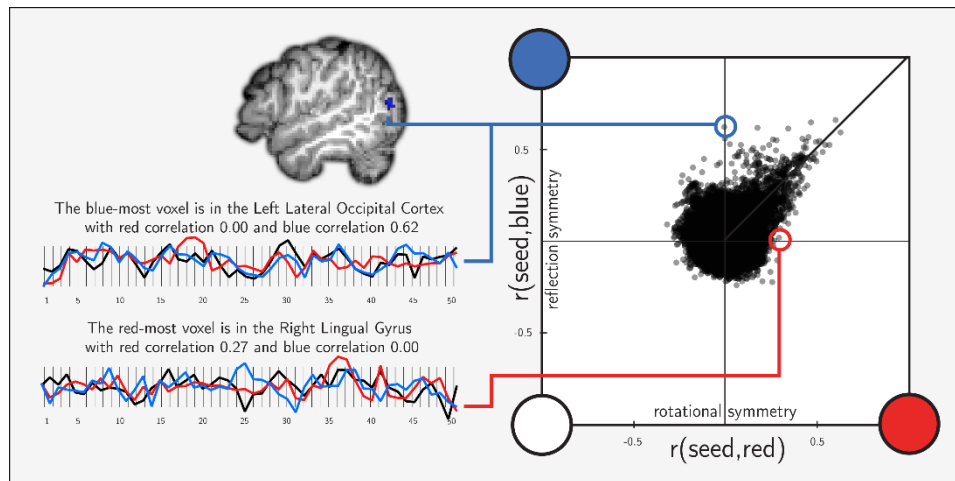 The blue-most voxel is in the Left Lateral Occipital Cortex
with red correlation 0.00 and blue correlation 0.62
1 5 10 15 20 25 30 35 40 45 50
The red-most voxel is in the Right Lingual Gyrus
with red correlation 0.27 and blue correlation 0.00
1 5 10 15 20 25 30 35 40 45 50
r(seed,blue)
reflection symmetry
0.5
-0.5
rotational symmetry
-0.5 0.5
r(seed,red)